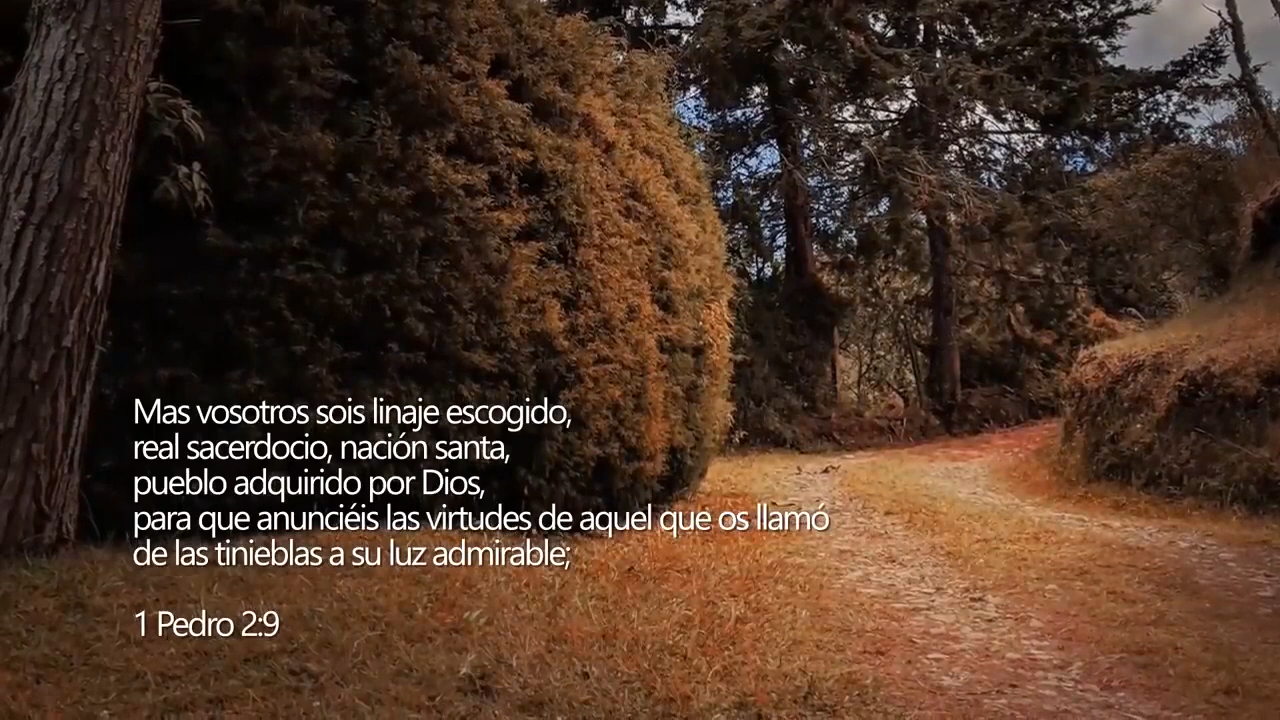 Mas vosotros sois linaje escogido,
real sacerdocio, nación santa,
pueblo adquirido por Dios,
para que anunciéis las virtudes de aquel que os llamó
de las tinieblas a su luz admirable;
1 Pedro 2:9